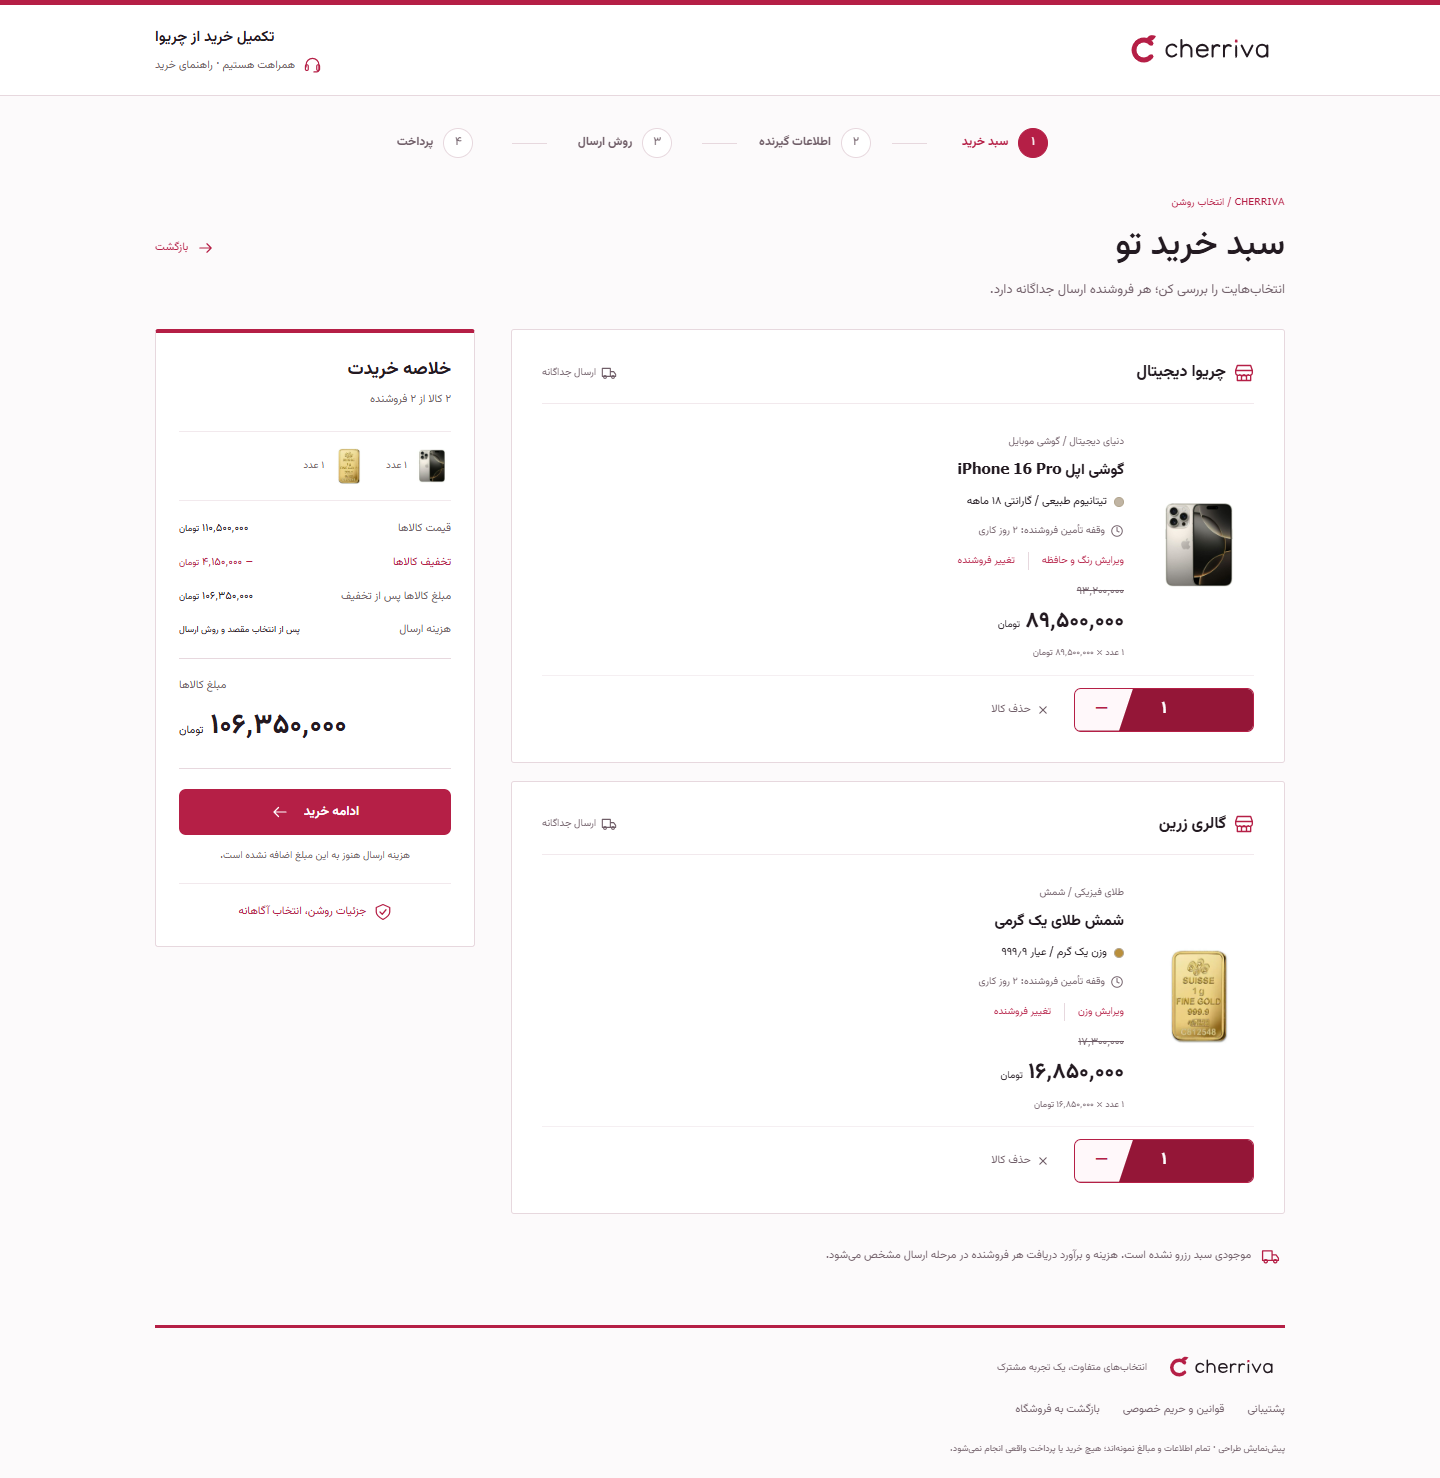 cherriva
تکمیل خرید از چریوا
همراهت هستیم · راهنمای خرید
۱ سبد خرید
۲ اطلاعات گیرنده
۳ روش ارسال
۴ پرداخت
CHERRIVA / انتخاب روشن
سبد خرید تو
بازگشت
انتخاب‌هایت را بررسی کن؛ هر فروشنده ارسال جداگانه دارد.
چریوا دیجیتال
ارسال جداگانه
دنیای دیجیتال / گوشی موبایل
گوشی اپل iPhone 16 Pro
تیتانیوم طبیعی / گارانتی ۱۸ ماهه
وقفه تأمین فروشنده: ۲ روز کاری
ویرایش رنگ و حافظه
تغییر فروشنده
۹۳,۲۰۰,۰۰۰
۸۹,۵۰۰,۰۰۰ تومان
۱ عدد × ۸۹,۵۰۰,۰۰۰ تومان
۱ −
× حذف کالا
گالری زرین
ارسال جداگانه
طلای فیزیکی / شمش
شمش طلای یک گرمی
وزن یک گرم / عیار ۹۹۹٫۹
وقفه تأمین فروشنده: ۲ روز کاری
ویرایش وزن
تغییر فروشنده
۱۷,۳۰۰,۰۰۰
۱۶,۸۵۰,۰۰۰ تومان
۱ عدد × ۱۶,۸۵۰,۰۰۰ تومان
SUISSE
1 g
FINE GOLD
999.9
۱ −
× حذف کالا
موجودی سبد رزرو نشده است. هزینه و برآورد دریافت هر فروشنده در مرحله ارسال مشخص می‌شود.
خلاصه خریدت
۲ کالا از ۲ فروشنده
۱ عدد
۱ عدد
قیمت کالاها ۱۱۰,۵۰۰,۰۰۰ تومان
تخفیف کالاها − ۴,۱۵۰,۰۰۰ تومان
مبلغ کالاها پس از تخفیف ۱۰۶,۳۵۰,۰۰۰ تومان
هزینه ارسال پس از انتخاب مقصد و روش ارسال
مبلغ کالاها
۱۰۶,۳۵۰,۰۰۰ تومان
ادامه خرید
هزینه ارسال هنوز به این مبلغ اضافه نشده است.
جزئیات روشن، انتخاب آگاهانه
cherriva
انتخاب‌های متفاوت، یک تجربه مشترک
پشتیبانی
قوانین و حریم خصوصی
بازگشت به فروشگاه
پیش‌نمایش طراحی · تمام اطلاعات و مبالغ نمونه‌اند؛ هیچ خرید یا پرداخت واقعی انجام نمی‌شود.